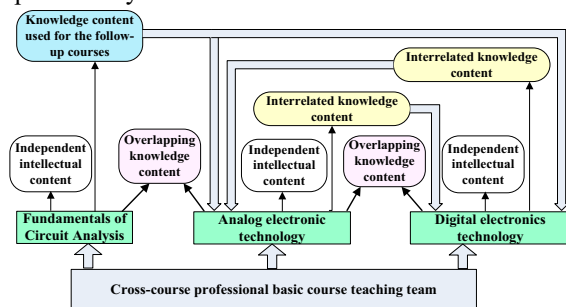 Knowledge content
used for the follow-
up courses
Interrelated knowledge
content
Interrelated knowledge
content
Independent
intellectual
content
Overlapping
knowledge
content
Independent
intellectual
content
Overlapping
knowledge
content
Independent
intellectual
content
Fundamentals of
Circuit Analysis
Analog electronic
technology
Digital electronics
technology
Cross-course professional basic course teaching team